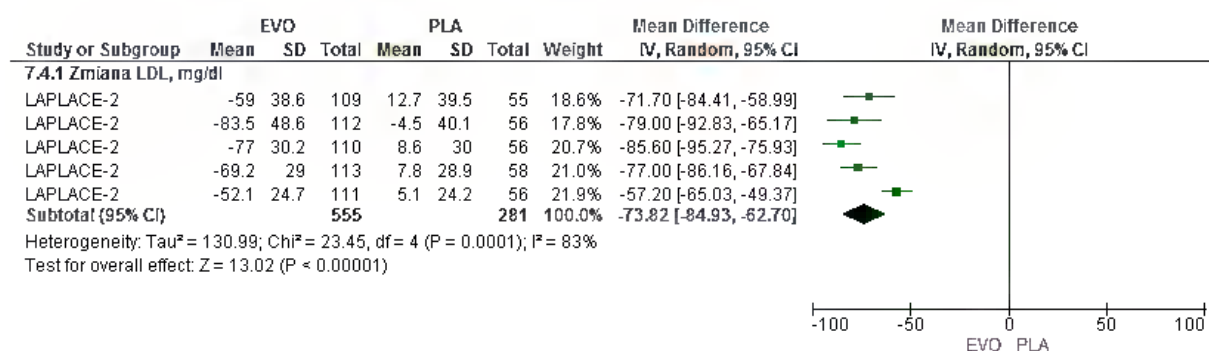 EVO PLA Mean Difference Mean Difference
Study or Subgroup Mean SD Total Mean SD Total Weight IV, Random, 95% CI IV, Random, 95% CI
7.4.1 Zmiana LDL, mg/dl
LAPLACE-2 -59 38.6 109 12.7 39.5 55 18.6% -71.70 [-84.41, -58.99]
LAPLACE-2 -83.5 48.6 112 -4.5 40.1 56 17.8% -79.00 [-92.83, -65.17]
LAPLACE-2 -77 30.2 110 8.6 30 56 20.7% -85.60 [-95.27, -75.93]
LAPLACE-2 -69.2 29 113 7.8 28.9 58 21.0% -77.00 [-86.16, -67.84]
LAPLACE-2 -52.1 24.7 111 5.1 24.2 56 21.9% -57.20 [-65.03, -49.37]
Subtotal (95% CI) 555 281 100.0% -73.82 [-84.93, -62.70]
Heterogeneity: Tau² = 130.99; Chi² = 23.45, df = 4 (P = 0.0001); I² = 83%
Test for overall effect: Z = 13.02 (P < 0.00001)
-100 -50 0 50 100
EVO PLA